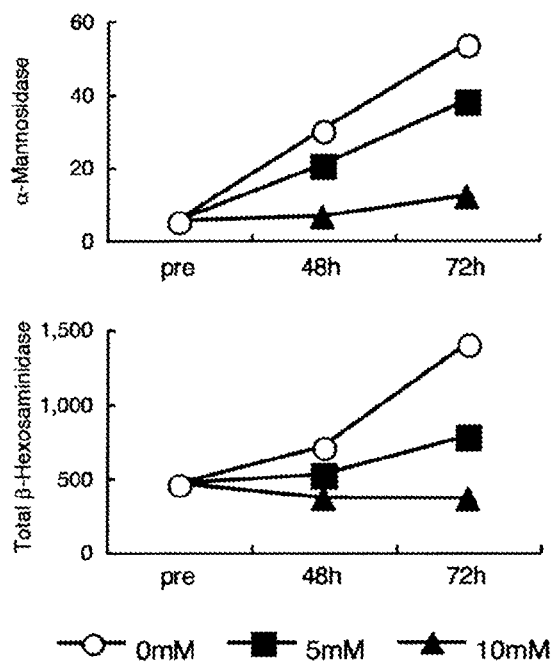 α-Mannosidase
60
40
20
0
pre 48h 72h
Total β-Hexosaminidase
1,500
1,000
500
0
pre 48h 72h
0mM 5mM 10mM